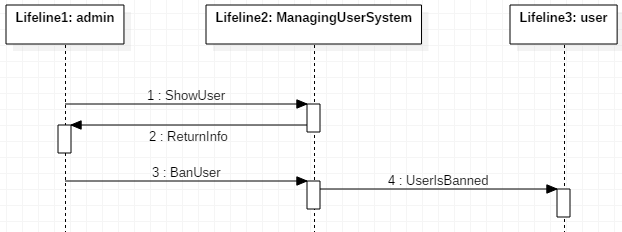 Lifeline1: admin
Lifeline2: ManagingUserSystem
Lifeline3: user
1 : ShowUser
2 : ReturnInfo
3 : BanUser
4 : UserIsBanned